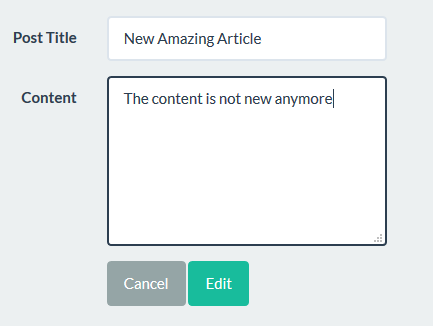 Post Title
New Amazing Article
Content
The content is not new anymore
Cancel
Edit